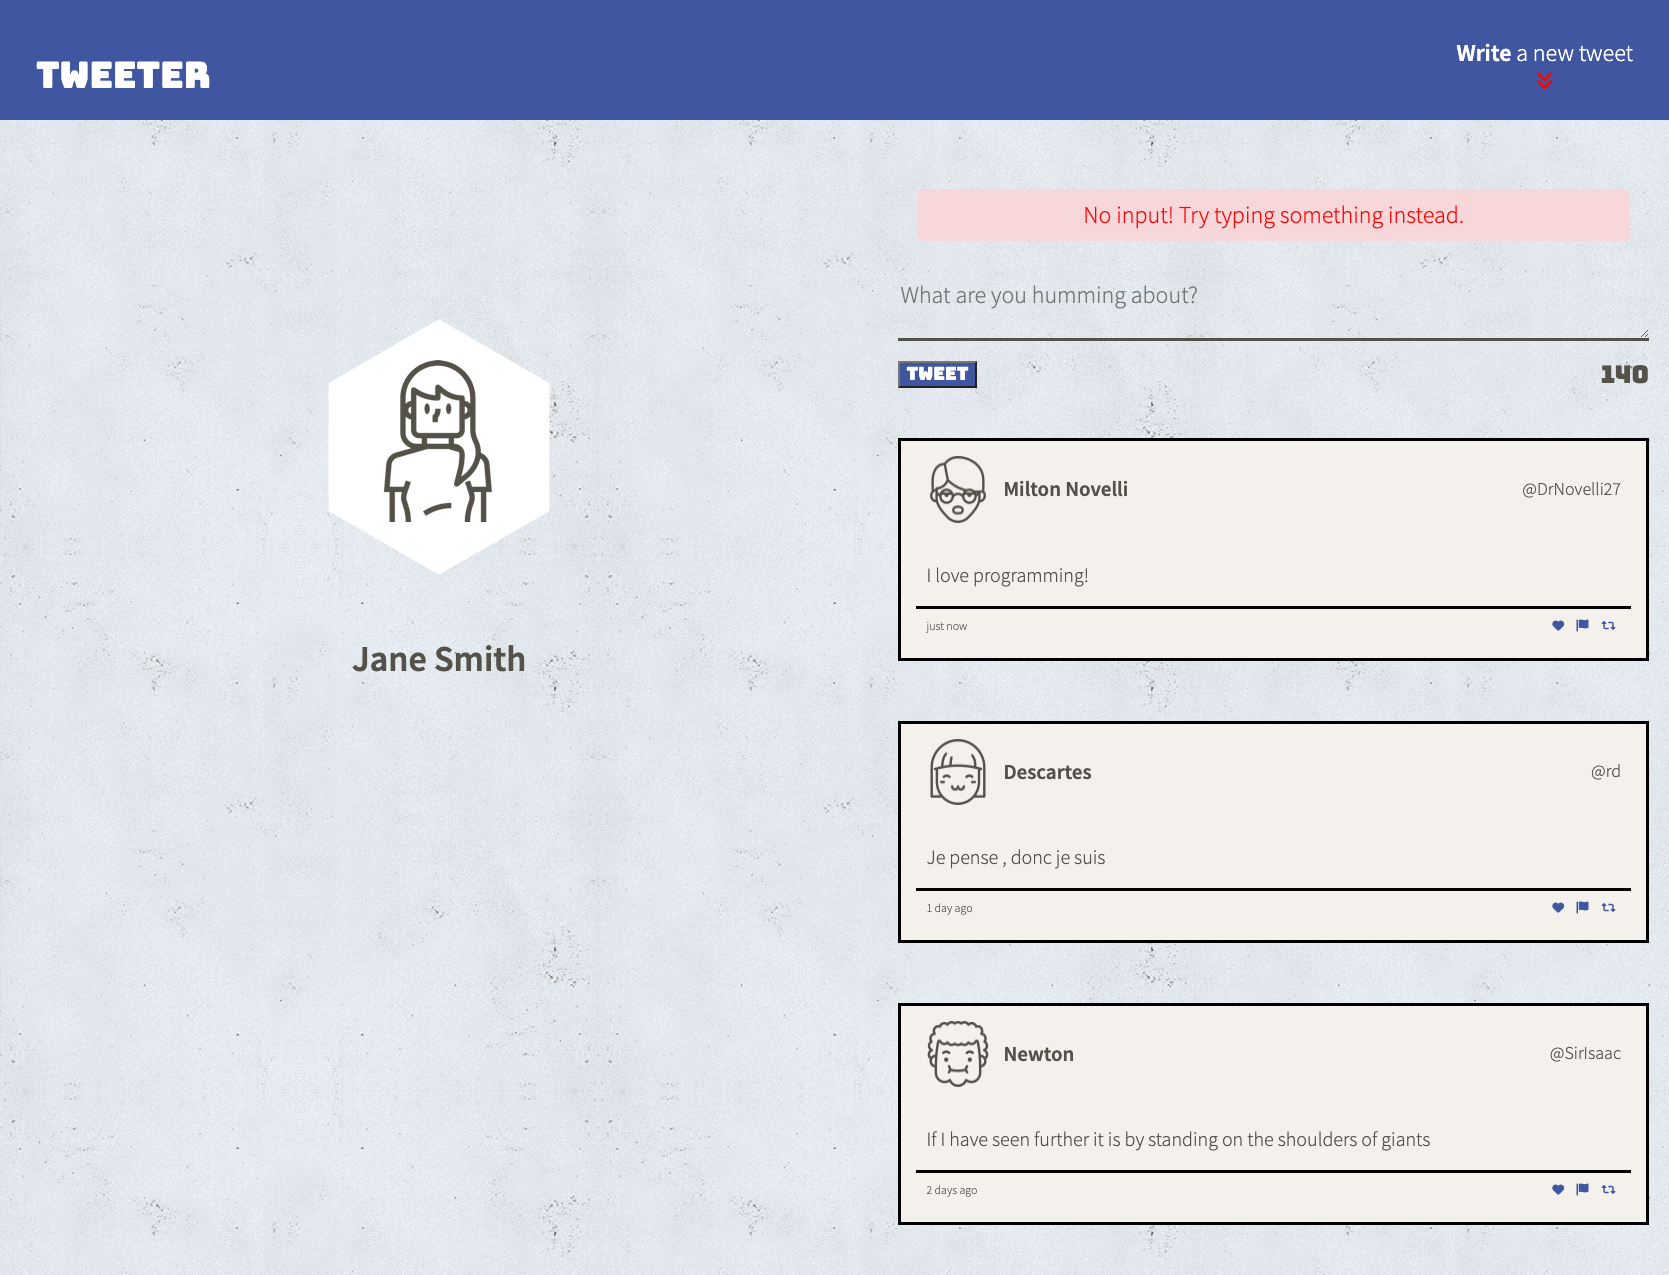 TWEETER
Write a new tweet
No input! Try typing something instead.
What are you humming about?
TWEET
140
Jane Smith
Milton Novelli
@DrNovelli27
I love programming!
just now
Descartes
@rd
Je pense , donc je suis
1 day ago
Newton
@SirIsaac
If I have seen further it is by standing on the shoulders of giants
2 days ago